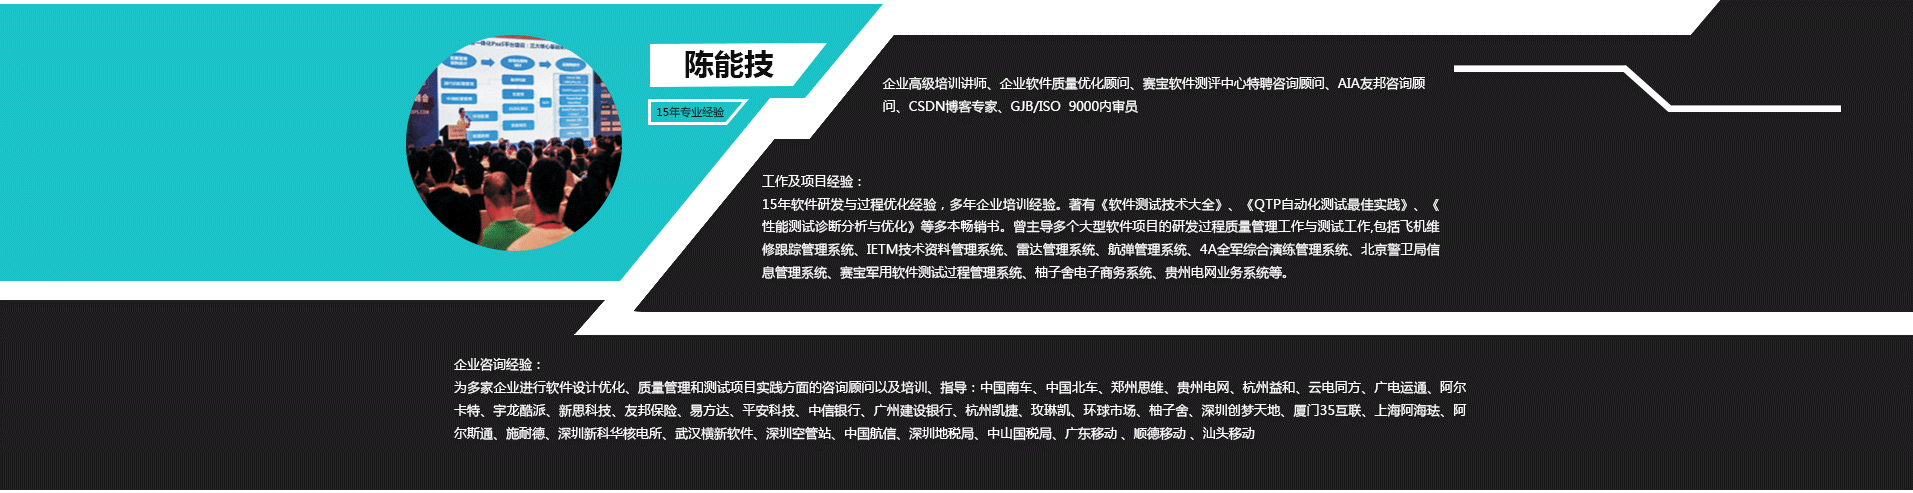 陈能技
15年专业经验
企业高级培训讲师、企业软件质量优化顾问、赛宝软件测评中心特聘咨询顾问、AIA友邦咨询顾
问、CSDN博客专家、GJB/ISO 9000内审员
工作及项目经验：
15年软件研发与过程优化经验，多年企业培训经验。著有《软件测试技术大全》、《QTP自动化测试最佳实践》、《
性能测试诊断分析与优化》等多本畅销书。曾主导多个大型软件项目的研发过程质量管理工作与测试工作,包括飞机维
修跟踪管理系统、IETM技术资料管理系统、雷达管理系统、航弹管理系统、4A全军综合演练管理系统、北京警卫局信
息管理系统、赛宝军用软件测试过程管理系统、柚子舍电子商务系统、贵州电网业务系统等。
企业咨询经验：
为多家企业进行软件设计优化、质量管理和测试项目实践方面的咨询顾问以及培训、指导：中国南车、中国北车、郑州思维、贵州电网、杭州益和、云电同方、广电运通、阿尔
卡特、宇龙酷派、新思科技、友邦保险、易方达、平安科技、中信银行、广州建设银行、杭州凯捷、玫琳凯、环球市场、柚子舍、深圳创梦天地、厦门35互联、上海阿海珐、阿
尔斯通、施耐德、深圳新科华核电所、武汉横新软件、深圳空管站、中国航信、深圳地税局、中山国税局、广东移动 、顺德移动 、汕头移动